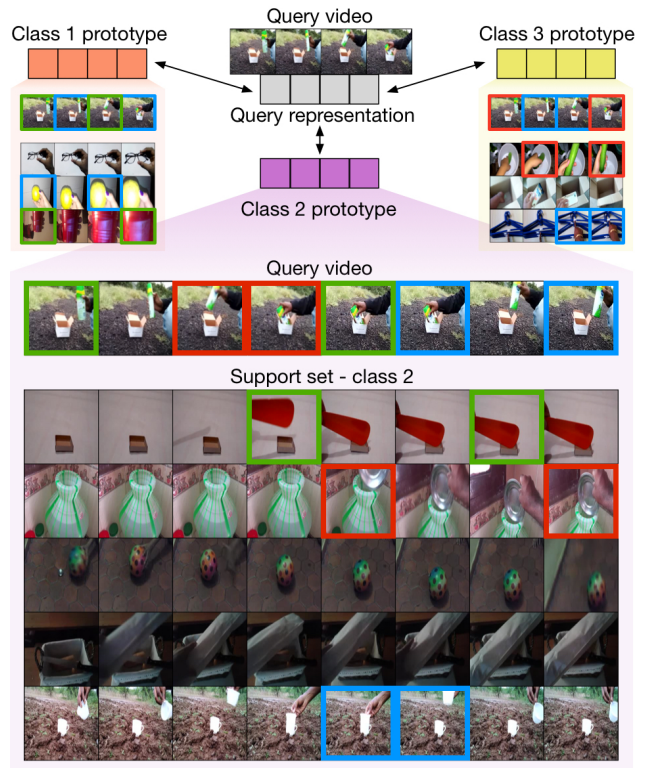 Query video
Class 1 prototype
Class 3 prototype
Query representation
Class 2 prototype
Query video
Support set - class 2